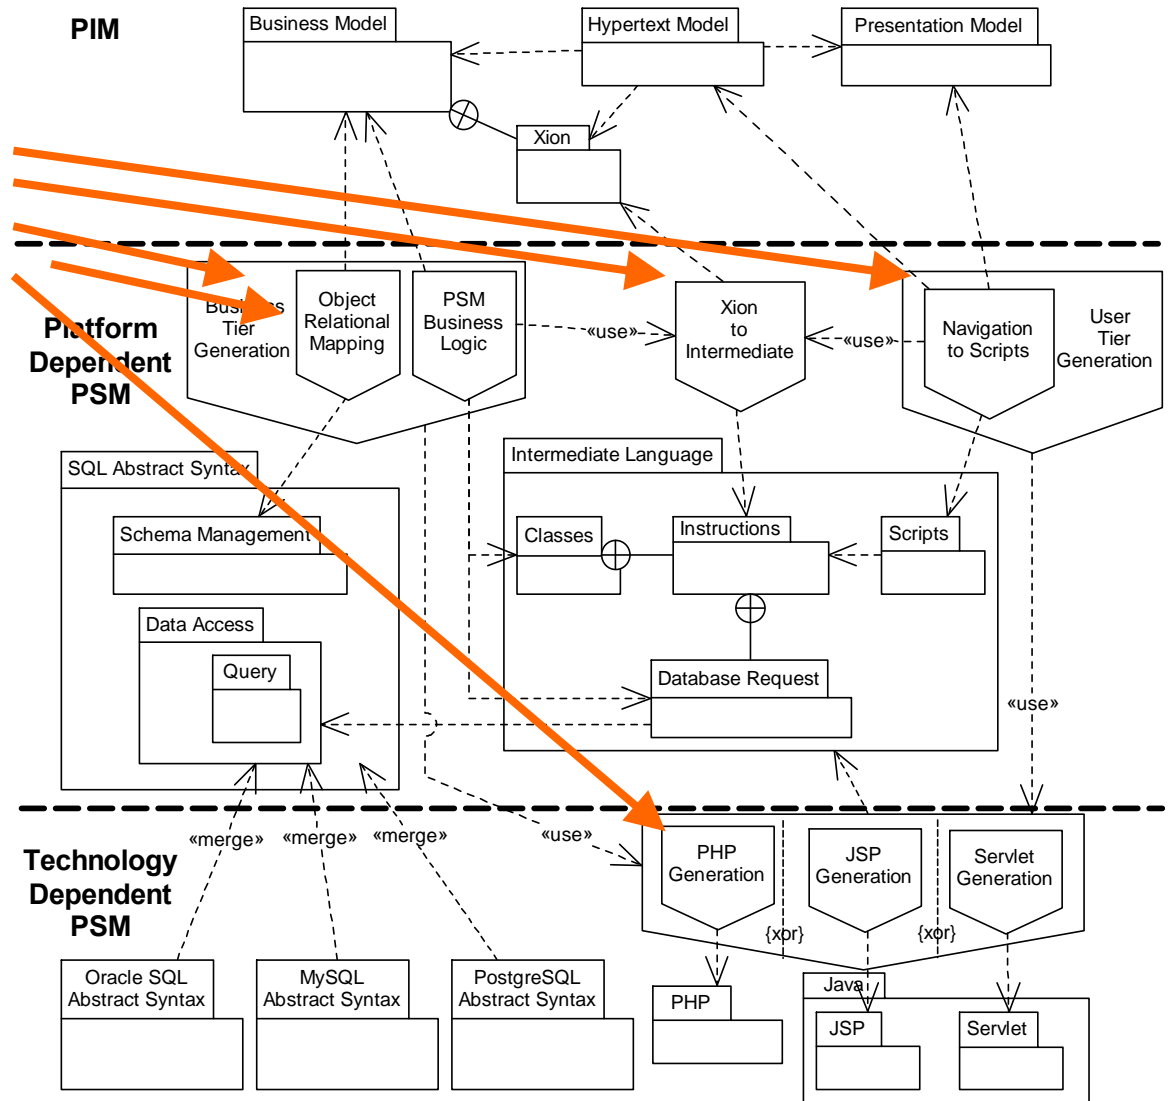 PIM
Business Model
Hypertext Model
Presentation Model
Xion
Platform
Dependent
PSM
Business
Tier
Generation
Object
Relational
Mapping
PSM
Business
Logic
«use»
Xion
to
Intermediate
«use»
Navigation
to Scripts
User
Tier
Generation
SQL Abstract Syntax
Schema Management
Data Access
Query
Intermediate Language
Classes
Instructions
Scripts
Database Request
«use»
Technology
Dependent
PSM
«merge»
«merge»
«merge»
«use»
PHP
Generation
JSP
Generation
Servlet
Generation
{xor}
{xor}
Oracle SQL
Abstract Syntax
MySQL
Abstract Syntax
PostgreSQL
Abstract Syntax
PHP
Java
JSP
Servlet